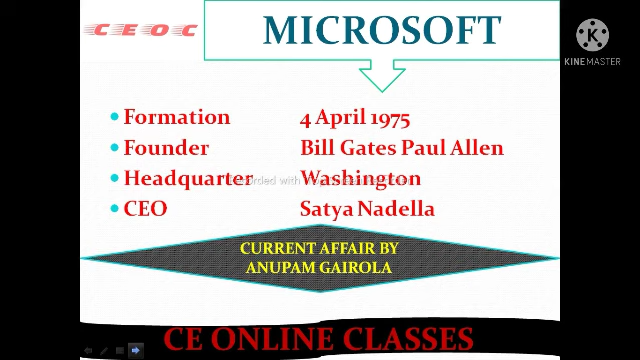 CEOC
MICROSOFT
KINEMASTER
Formation 4 April 1975
Founder Bill Gates Paul Allen
Headquarter Washington
CEO Satya Nadella
CURRENT AFFAIR BY
ANUPAM GAIROLA
CE ONLINE CLASSES